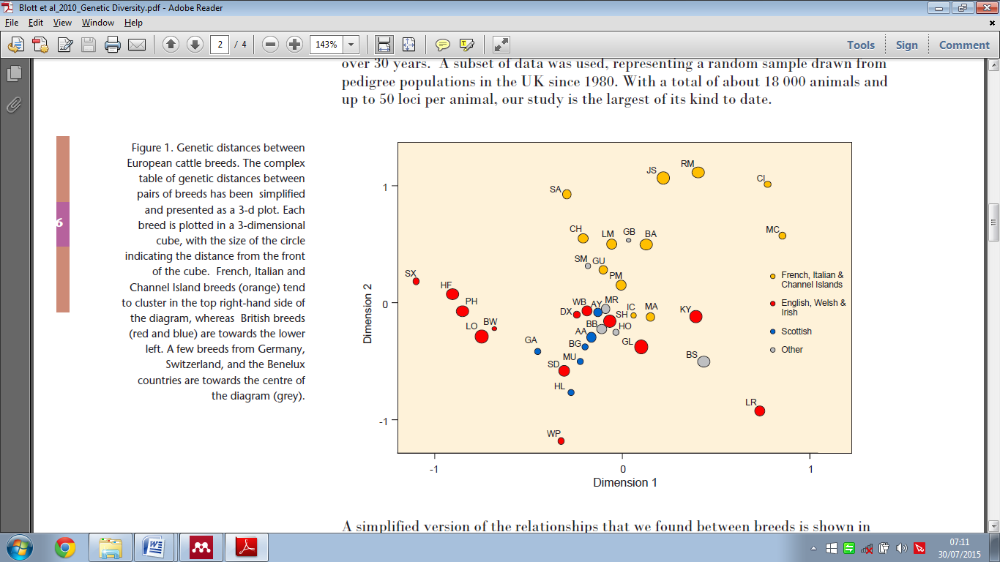 Blott et al_2010_Genetic Diversity.pdf - Adobe Reader
File Edit View Window Help
2 / 4 143% Tools Sign Comment
over 30 years. A subset of data was used, representing a random sample drawn from
pedigree populations in the UK since 1980. With a total of about 18 000 animals and
up to 50 loci per animal, our study is the largest of its kind to date.
6
Figure 1. Genetic distances between
European cattle breeds. The complex
table of genetic distances between
pairs of breeds has been simplified
and presented as a 3-d plot. Each
breed is plotted in a 3-dimensional
cube, with the size of the circle
indicating the distance from the front
of the cube. French, Italian and
Channel Island breeds (orange) tend
to cluster in the top right-hand side of
the diagram, whereas British breeds
(red and blue) are towards the lower
left. A few breeds from Germany,
Switzerland, and the Benelux
countries are towards the centre of
the diagram (grey).
Dimension 2
1
0
-1
RM
JS
CI
SA
MC
CH
LM
GB
BA
SM
GU
PM
SX
HF
PH
LO
BW
DX
WB
AY
MR
SH
IC
MA
KY
BB
HO
AA
GL
BG
GA
MU
SD
BS
HL
LR
WP
French, Italian &
Channel Islands
English, Welsh &
Irish
Scottish
Other
-1 0 1
Dimension 1
A simplified version of the relationships that we found between breeds is shown in
07:11
30/07/2015